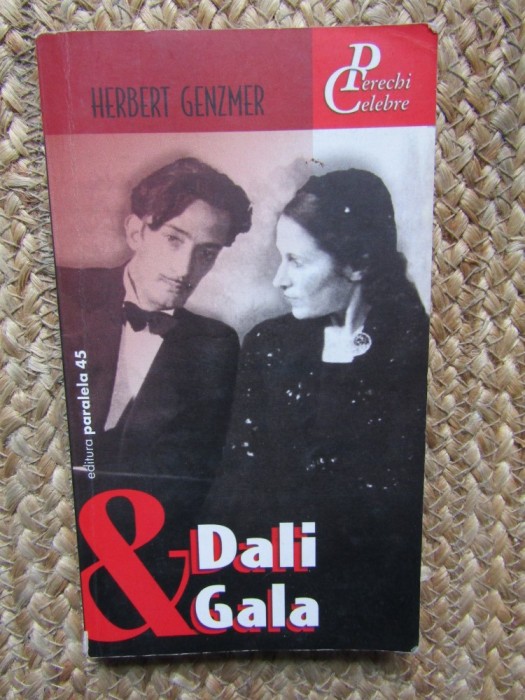 HERBERT GENZMER
Perechi
Celebre
editura paralela 45
& Dali
Gala